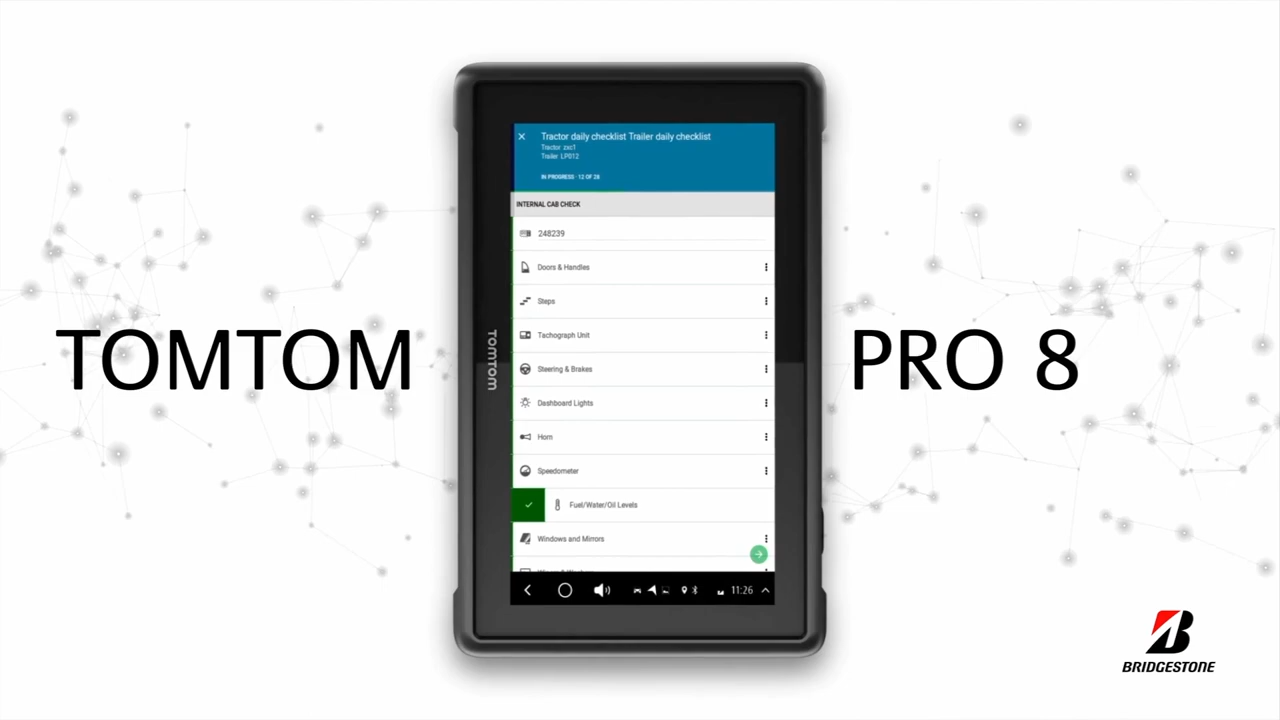 TOMTOM
PRO 8
Tractor daily checklist Trailer daily checklist
Tractor zsc1
Trailer LP012
IN PROGRESS · 12 OF 28
INTERNAL CAB CHECK
248239
Doors & Handles
Steps
Tachograph Unit
Steering & Brakes
Dashboard Lights
Horn
Speedometer
Fuel/Water/Oil Levels
Windows and Mirrors
11:26
TOMTOM
BRIDGESTONE